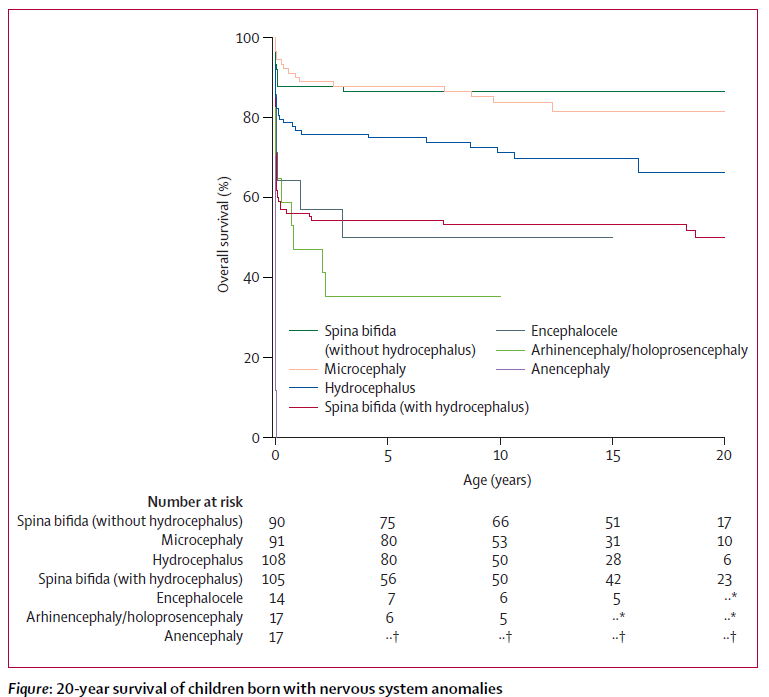 100
80
60
40
20
0
Overall survival (%)
Spina bifida
(without hydrocephalus)
Microcephaly
Hydrocephalus
Spina bifida (with hydrocephalus)
Encephalocele
Arhinencephaly/holoprosencephaly
Anencephaly
0 5 10 15 20
Age (years)
Number at risk
Spina bifida (without hydrocephalus) 90 75 66 51 17
Microcephaly 91 80 53 31 10
Hydrocephalus 108 80 50 28 6
Spina bifida (with hydrocephalus) 105 56 50 42 23
Encephalocele 14 7 6 5 ··*
Arhinencephaly/holoprosencephaly 17 6 5 ··* ··*
Anencephaly 17 ··† ··† ··† ··†
Fiqure: 20-year survival of children born with nervous system anomalies